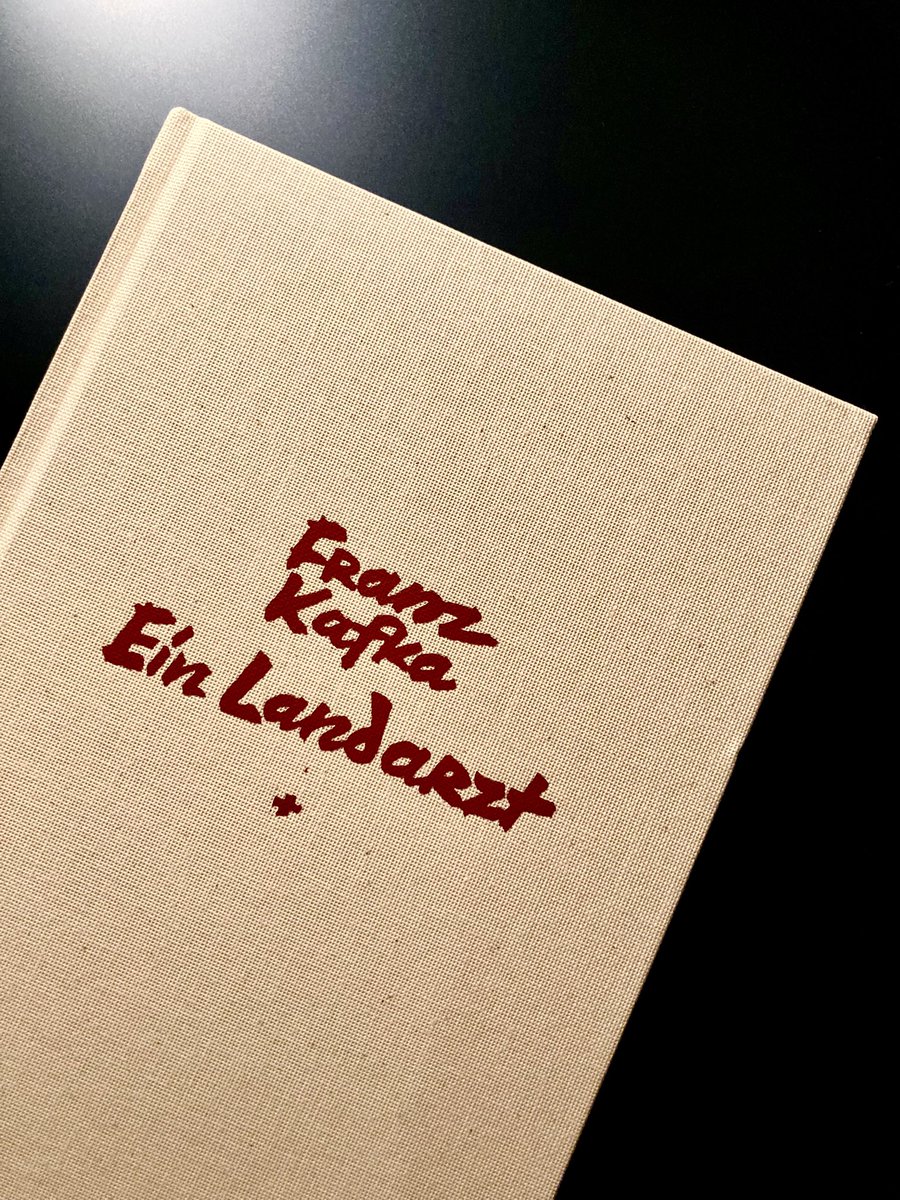 Franz
Kafka
Ein Landarzt
+